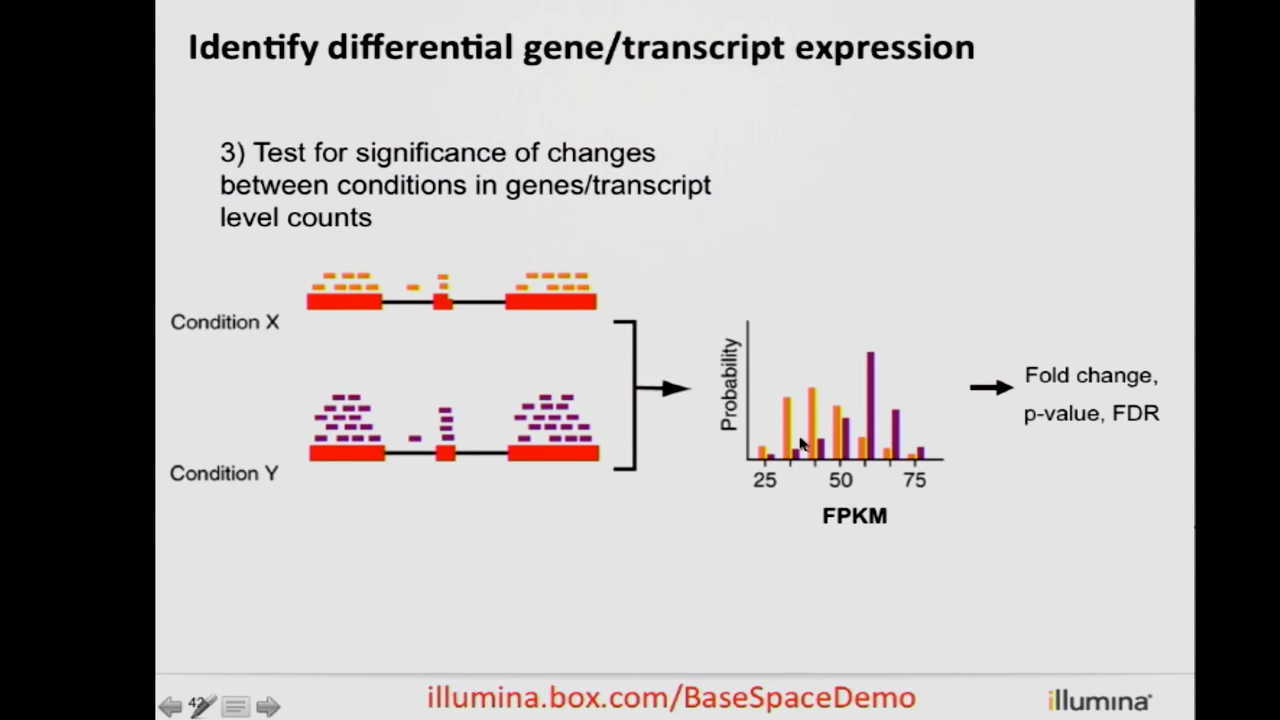 Identify differential gene/transcript expression
3) Test for significance of changes
between conditions in genes/transcript
level counts
Condition X
Condition Y
Probability
25 50 75
FPKM
Fold change,
p-value, FDR
42
illumina.box.com/BaseSpaceDemo
illumina